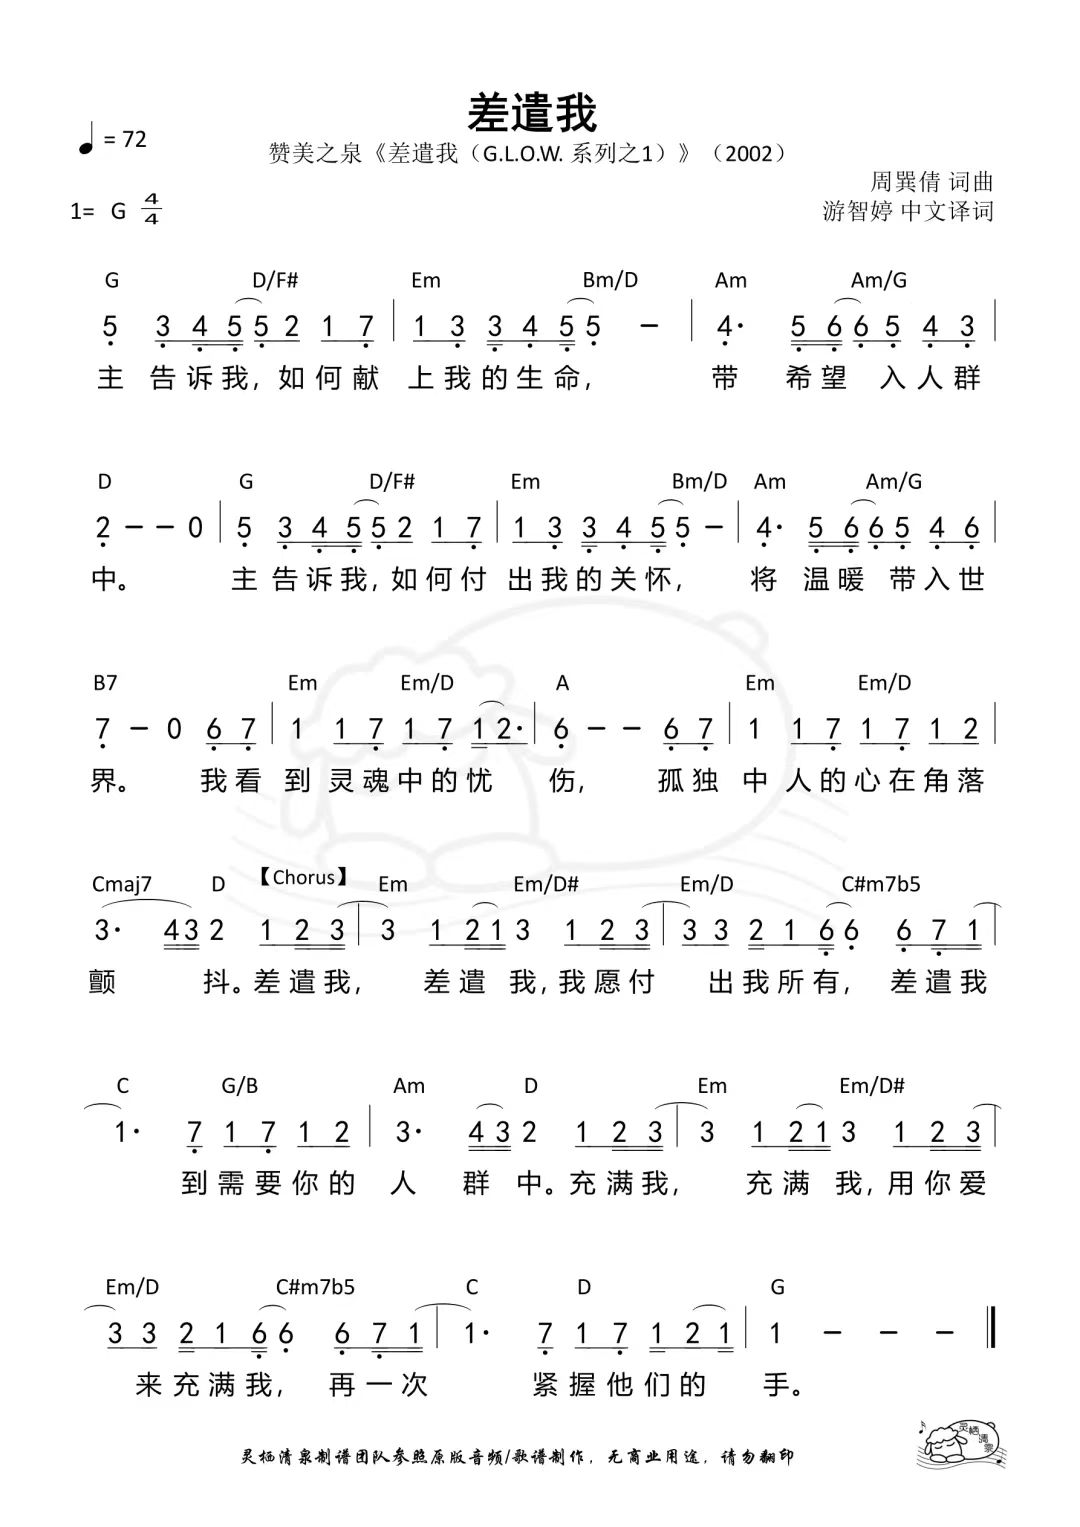 差遣我
♩= 72
赞美之泉《差遣我（G.L.O.W. 系列之1）》（2002）
周巽倩 词曲
1= G 4/4
游智婷 中文译词
G D/F# Em Bm/D Am Am/G
5 3 4 5 5 2 1 7 | 1 3 3 4 5 5 – | 4· 5 6 6 5 4 3 |
主 告诉我，如何献 上我的生命， 带 希望 入人群
D G D/F# Em Bm/D Am Am/G
2 – – 0 | 5 3 4 5 5 2 1 7 | 1 3 3 4 5 5 – | 4· 5 6 6 5 4 6 |
中。 主告诉我，如何付 出我的关怀， 将 温暖 带入世
B7 Em Em/D A Em Em/D
7 – 0 6 7 | 1 1 7 1 7 1 2· | 6 – – 6 7 | 1 1 7 1 7 1 2 |
界。 我看 到灵魂中的忧 伤， 孤独 中人的心在角落
Cmaj7 D 【Chorus】 Em Em/D# Em/D C#m7b5
3· 4 3 2 1 2 3 | 3 1 2 1 3 1 2 3 | 3 3 2 1 6 6 6 7 1 |
颤 抖。差遣我， 差遣 我，我愿付 出我所有， 差遣我
C G/B Am D Em Em/D#
1· 7 1 7 1 2 | 3· 4 3 2 1 2 3 | 3 1 2 1 3 1 2 3 |
到需要你的 人 群 中。充满我， 充满 我，用你爱
Em/D C#m7b5 C D G
3 3 2 1 6 6 6 7 1 | 1· 7 1 7 1 2 1 | 1 – – – ‖
来充满我， 再一次 紧握他们的 手。
灵栖清泉
灵栖清泉制谱团队参照原版音频/歌谱制作，无商业用途，请勿翻印